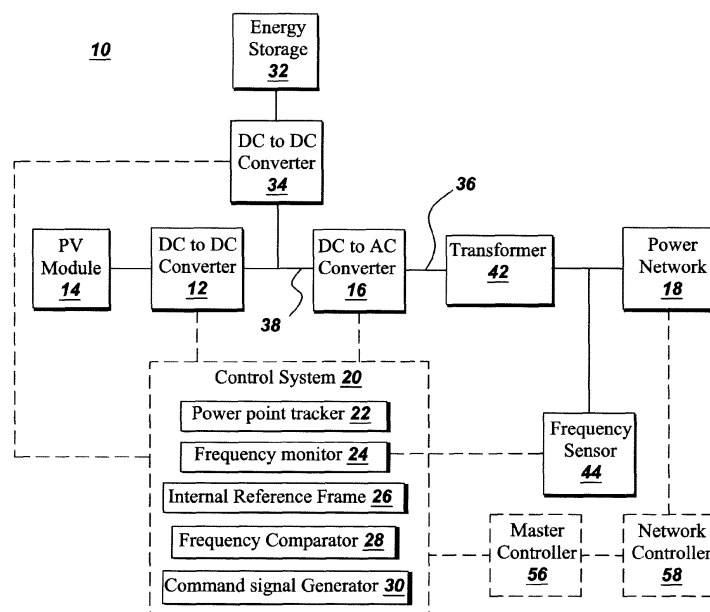 10
Energy
Storage
32
DC to DC
Converter
34
36
PV
Module
14
DC to DC
Converter
12
DC to AC
Converter
16
Transformer
42
Power
Network
18
38
Control System 20
Power point tracker 22
Frequency monitor 24
Internal Reference Frame 26
Frequency Comparator 28
Command signal Generator 30
Frequency
Sensor
44
Master
Controller
56
Network
Controller
58